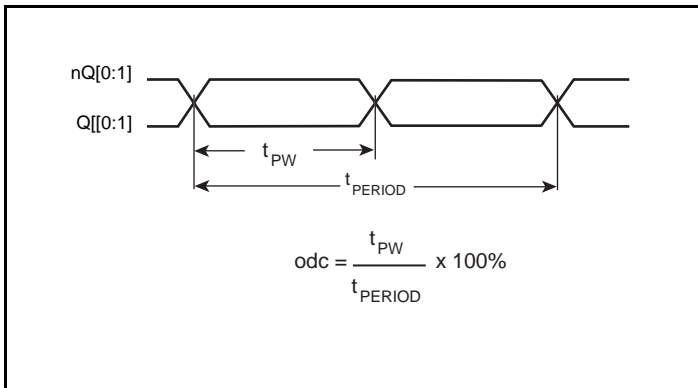 nQ[0:1]
Q[[0:1]
tPW
tPERIOD
tPW
odc = x 100%
tPERIOD